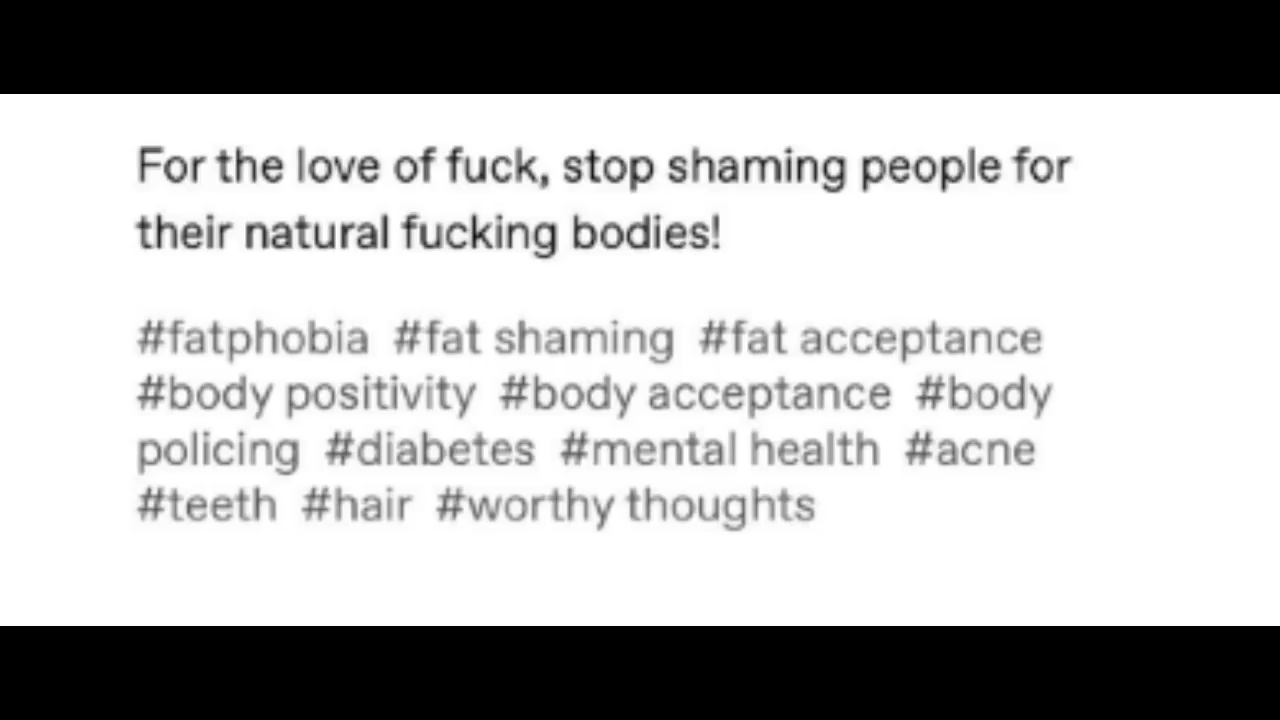 For the love of fuck, stop shaming people for
their natural fucking bodies!
#fatphobia #fat shaming #fat acceptance
#body positivity #body acceptance #body
policing #diabetes #mental health #acne
#teeth #hair #worthy thoughts